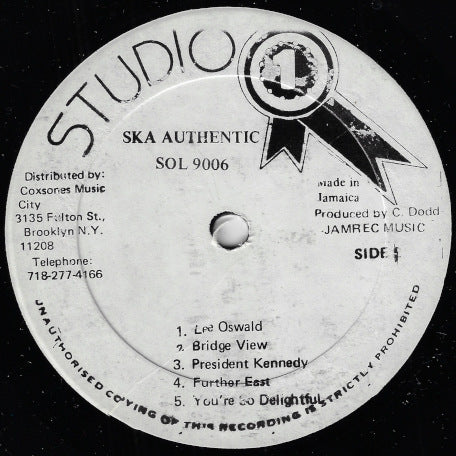 STUDIO
1
SKA AUTHENTIC
SOL 9006
Distributed by:
Coxsones Music
City
3135 Fulton St.,
Brooklyn N.Y.
11208
Telephone:
718-277-4166
Made in
Jamaica
Produced by C. Dodd
JAMREC MUSIC
SIDE 1
1. Lee Oswald
2. Bridge View
3. President Kennedy
4. Further East
5. You're So Delightful
UNAUTHORISED COPYING OF THIS RECORDING IS STRICTLY PROHIBITED